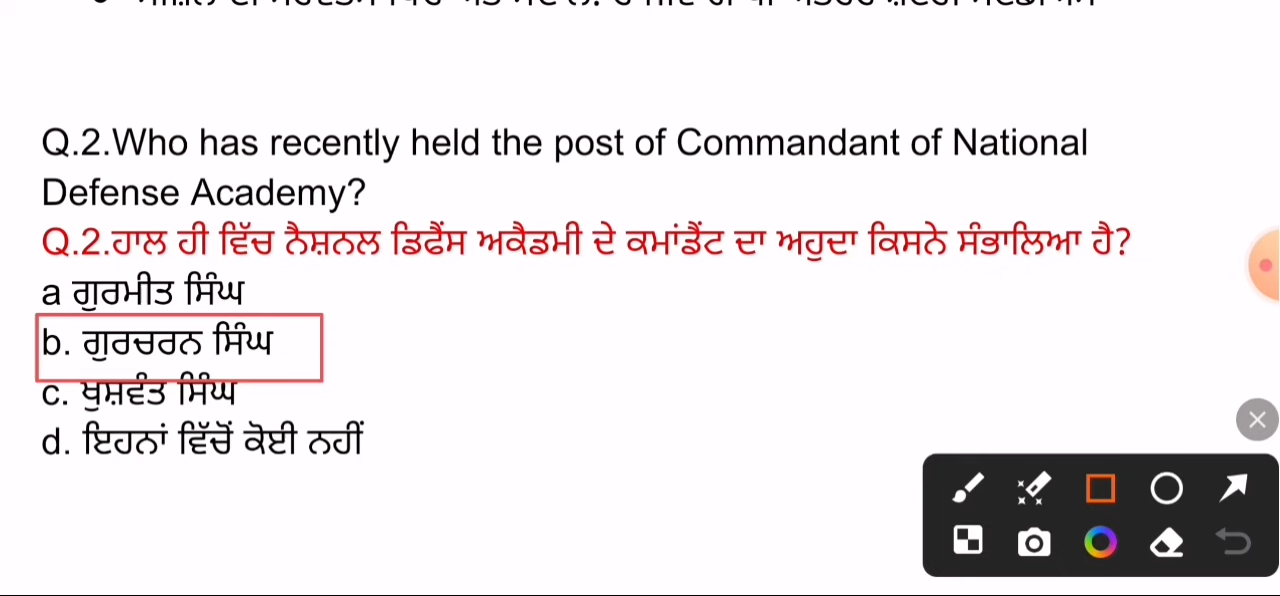 Q.2.Who has recently held the post of Commandant of National
Defense Academy?
Q.2.ਹਾਲ ਹੀ ਵਿੱਚ ਨੈਸ਼ਨਲ ਡਿਫੈਂਸ ਅਕੈਡਮੀ ਦੇ ਕਮਾਂਡੈਂਟ ਦਾ ਅਹੁਦਾ ਕਿਸਨੇ ਸੰਭਾਲਿਆ ਹੈ?
a ਗੁਰਮੀਤ ਸਿੰਘ
b. ਗੁਰਚਰਨ ਸਿੰਘ
c. ਖੁਸ਼ਵੰਤ ਸਿੰਘ
d. ਇਹਨਾਂ ਵਿੱਚੋਂ ਕੋਈ ਨਹੀਂ